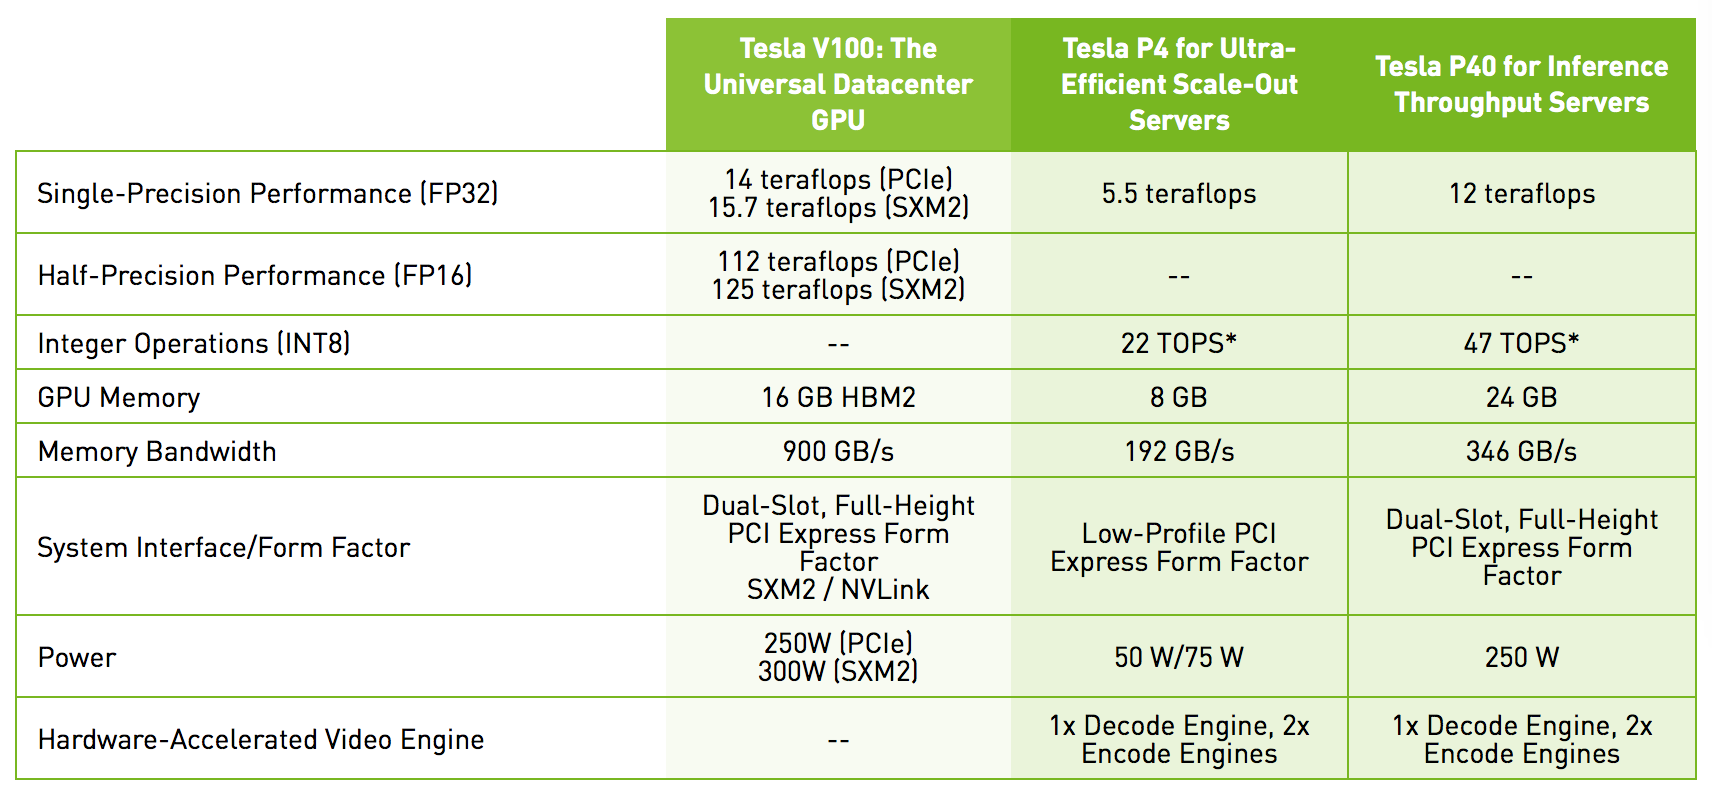 Tesla V100: The
Universal Datacenter
GPU
Tesla P4 for Ultra-
Efficient Scale-Out
Servers
Tesla P40 for Inference
Throughput Servers
Single-Precision Performance (FP32)
14 teraflops (PCIe)
15.7 teraflops (SXM2)
5.5 teraflops
12 teraflops
Half-Precision Performance (FP16)
112 teraflops (PCIe)
125 teraflops (SXM2)
--
--
Integer Operations (INT8)
--
22 TOPS*
47 TOPS*
GPU Memory
16 GB HBM2
8 GB
24 GB
Memory Bandwidth
900 GB/s
192 GB/s
346 GB/s
System Interface/Form Factor
Dual-Slot, Full-Height
PCI Express Form
Factor
SXM2 / NVLink
Low-Profile PCI
Express Form Factor
Dual-Slot, Full-Height
PCI Express Form
Factor
Power
250W (PCIe)
300W (SXM2)
50 W/75 W
250 W
Hardware-Accelerated Video Engine
--
1x Decode Engine, 2x
Encode Engines
1x Decode Engine, 2x
Encode Engines